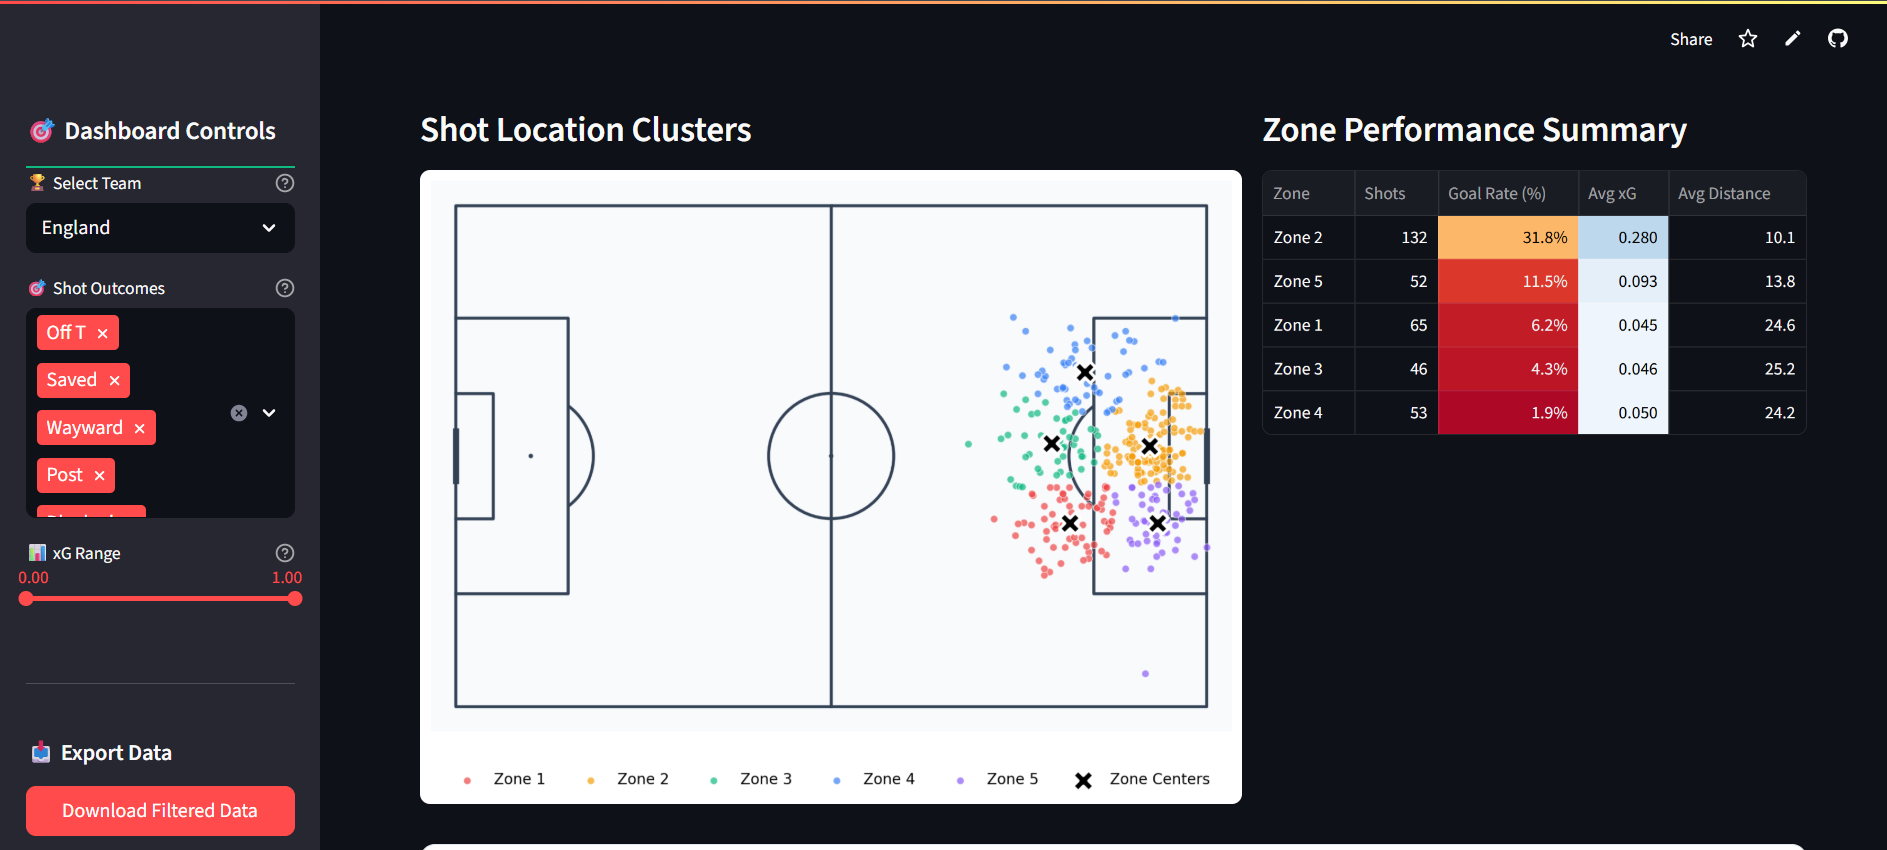 Share
Dashboard Controls
Select Team
England
Shot Outcomes
Off T
Saved
Wayward
Post
xG Range
0.00 1.00
Export Data
Download Filtered Data
Shot Location Clusters
Zone 1 Zone 2 Zone 3 Zone 4 Zone 5 Zone Centers
Zone Performance Summary
Zone Shots Goal Rate (%) Avg xG Avg Distance
Zone 2 132 31.8% 0.280 10.1
Zone 5 52 11.5% 0.093 13.8
Zone 1 65 6.2% 0.045 24.6
Zone 3 46 4.3% 0.046 25.2
Zone 4 53 1.9% 0.050 24.2